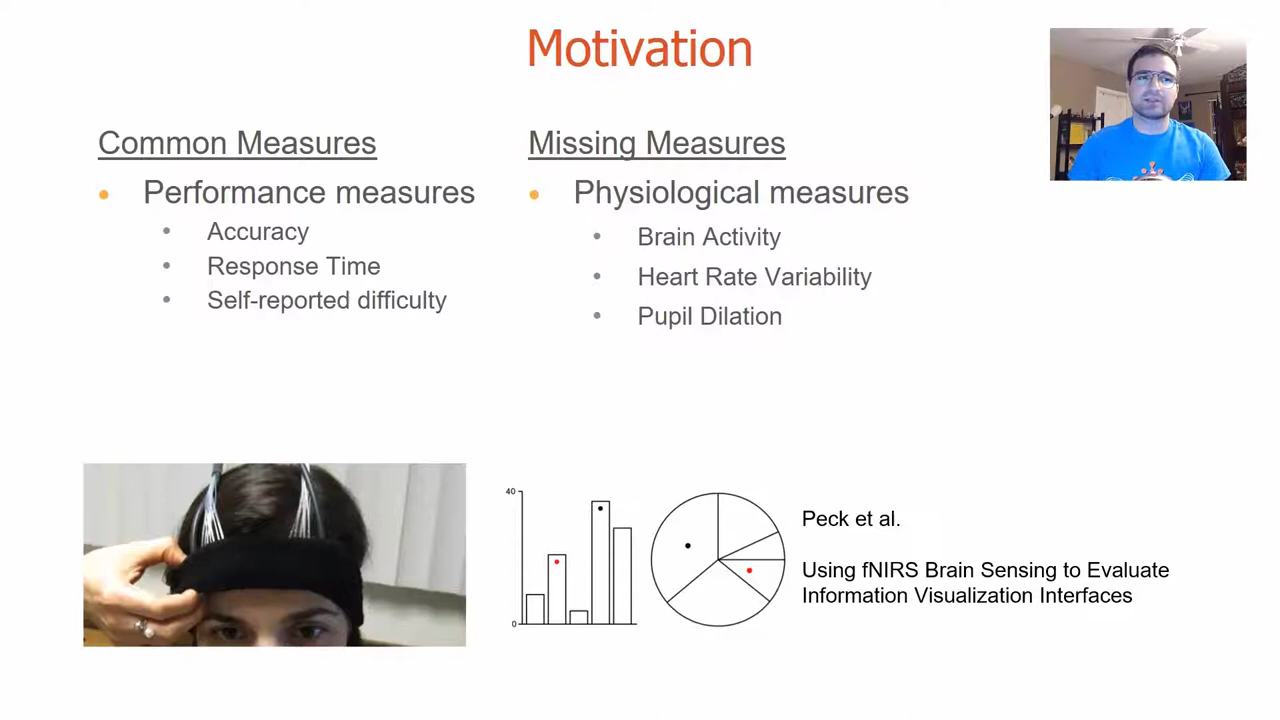 Motivation
Common Measures
Performance measures
Accuracy
Response Time
Self-reported difficulty
Missing Measures
Physiological measures
Brain Activity
Heart Rate Variability
Pupil Dilation
40
0
Peck et al.
Using fNIRS Brain Sensing to Evaluate
Information Visualization Interfaces